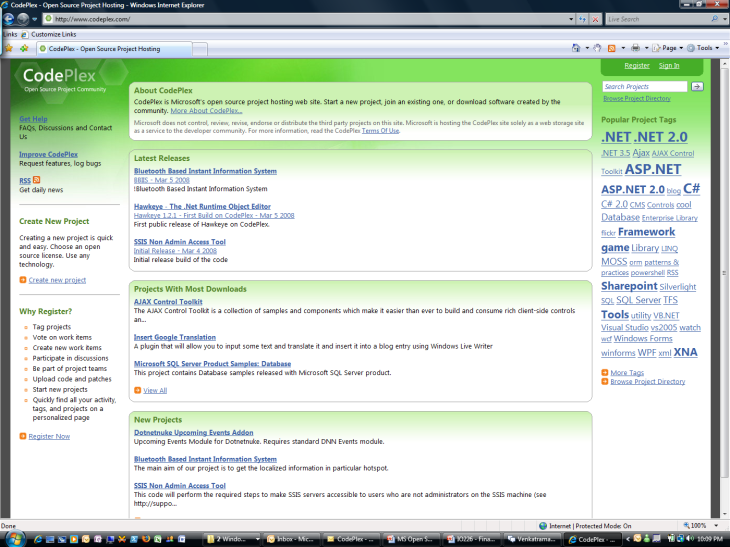 CodePlex - Open Source Project Hosting - Windows Internet Explorer
http://www.codeplex.com/
Live Search
Links
Customize Links
CodePlex - Open Source Project Hosting
Page
Tools
CodePlex
Open Source Project Community
Register
Sign In
Search Projects
Browse Project Directory
Get Help
FAQs, Discussions and Contact
Us
Improve CodePlex
Request features, log bugs
RSS
Get daily news
Create New Project
Creating a new project is quick
and easy. Choose an open
source license. Use any
technology.
Create new project
Why Register?
Tag projects
Vote on work items
Create new work items
Participate in discussions
Be part of project teams
Upload code and patches
Start new projects
Quickly find all your activity,
tags, and projects on a
personalized page
Register Now
About CodePlex
CodePlex is Microsoft's open source project hosting web site. Start a new project, join an existing one, or download software created by the
community. More About CodePlex...
Microsoft does not control, review, revise, endorse or distribute the third party projects on this site. Microsoft is hosting the CodePlex site solely as a web storage site
as a service to the developer community. For more information, read the CodePlex Terms Of Use.
Latest Releases
Bluetooth Based Instant Information System
BBIIS - Mar 5 2008
!Bluetooth Based Instant Information System
Hawkeye - The .Net Runtime Object Editor
Hawkeye 1.2.1 - First Build on CodePlex - Mar 5 2008
First public release of Hawkeye on CodePlex.
SSIS Non Admin Access Tool
Initial Release - Mar 4 2008
Initial release build of the code
Projects With Most Downloads
AJAX Control Toolkit
The AJAX Control Toolkit is a collection of samples and components which make it easier than ever to build and consume rich client-side controls
an...
Insert Google Translation
A plugin that will allow you to input some text and translate it and insert it into a blog entry using Windows Live Writer
Microsoft SQL Server Product Samples: Database
This project contains Database samples released with Microsoft SQL Server product.
View All
New Projects
Dotnetnuke Upcoming Events Addon
Upcoming Events Module for Dotnetnuke. Requires standard DNN Events module.
Bluetooth Based Instant Information System
The main aim of our project is to get the localized information in particular hotspot.
SSIS Non Admin Access Tool
This code will perform the required steps to make SSIS servers accessible to users who are not administrators on the SSIS machine (see
http://suppo...
Popular Project Tags
.NET .NET 2.0
.NET 3.5 Ajax AJAX Control
Toolkit ASP.NET
ASP.NET 2.0 blog C#
C# 2.0 CMS Controls cool
Database Enterprise Library
flickr Framework
game Library LINQ
MOSS orm patterns &
practices powershell RSS
Sharepoint Silverlight
SQL SQL Server TFS
Tools utility VB.NET
Visual Studio vs2005 watch
wcf Windows Forms
winforms WPF xml XNA
More Tags
Browse Project Directory
Done
Internet | Protected Mode: On
100%
2 Windo...
Inbox - Mic...
CodePlex - ...
MS Open S...
IO226 - Fina...
Venkatrama...
CodePlex - ...
10:09 PM